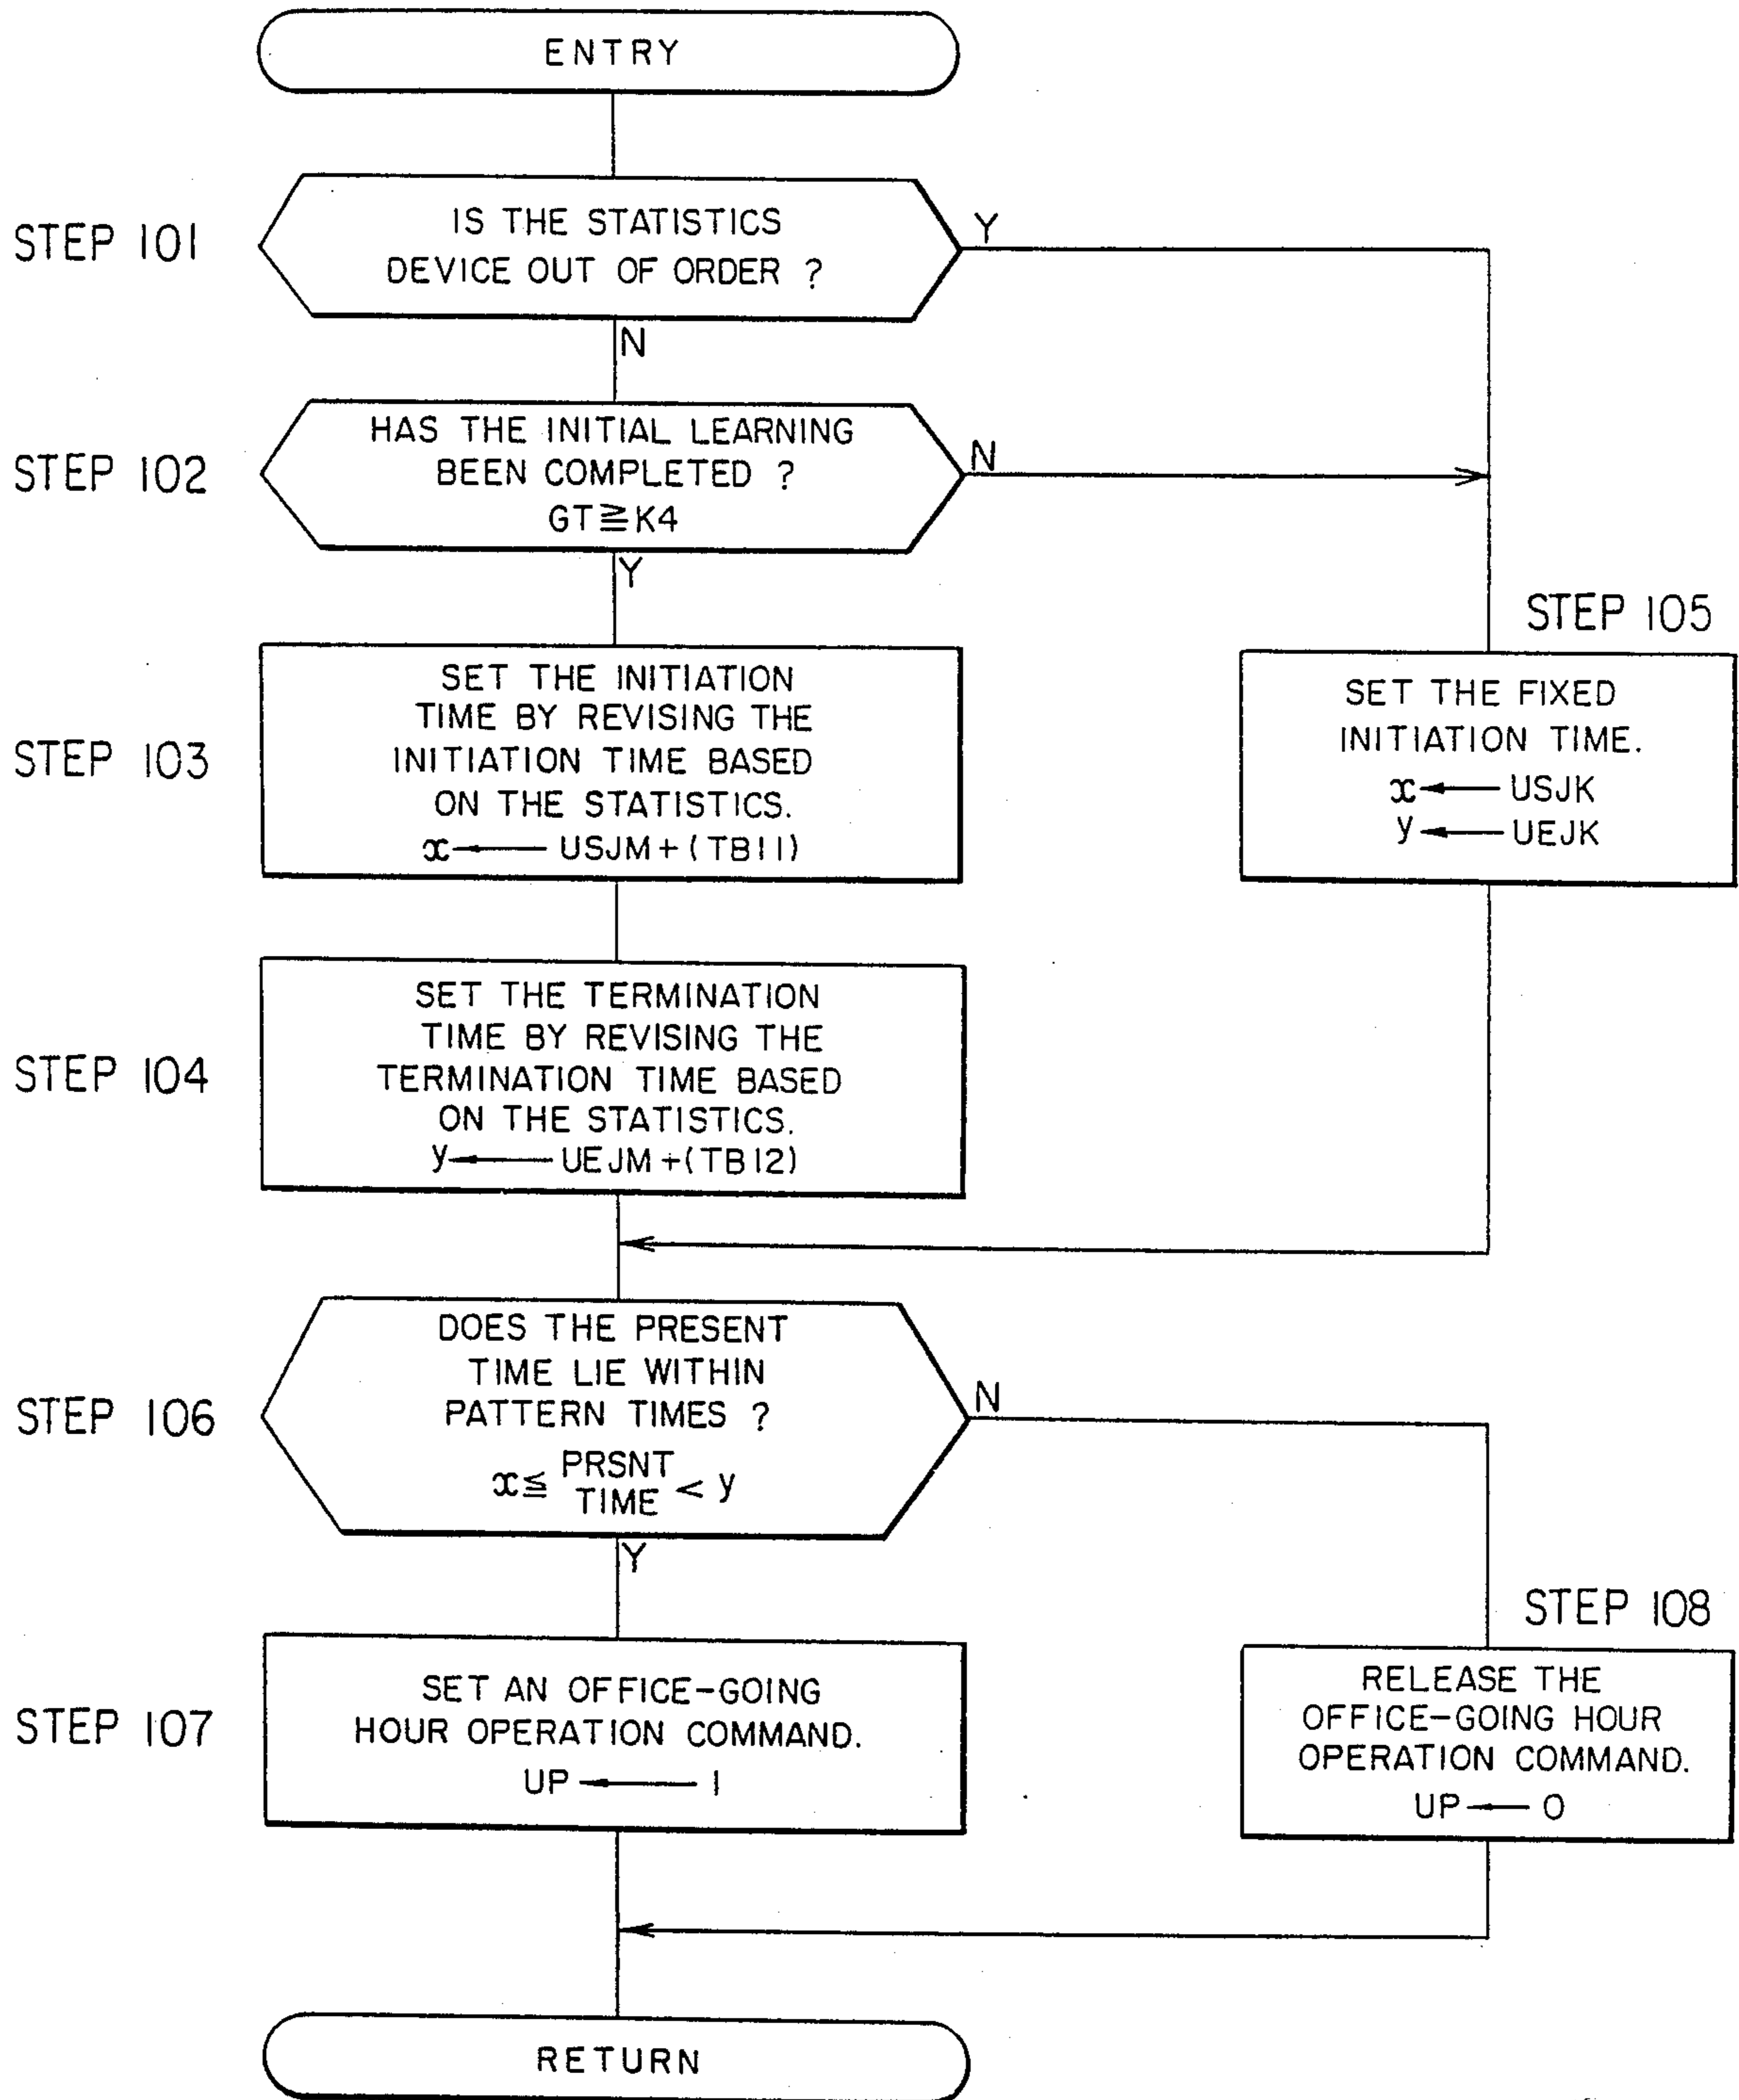 ENTRY
STEP 101
IS THE STATISTICS
DEVICE OUT OF ORDER ?
Y
N
STEP 102
HAS THE INITIAL LEARNING
BEEN COMPLETED ?
GT≧K4
N
Y
STEP 103
SET THE INITIATION
TIME BY REVISING THE
INITIATION TIME BASED
ON THE STATISTICS.
x ← USJM + (TB11)
STEP 105
SET THE FIXED
INITIATION TIME.
x ← USJK
y ← UEJK
STEP 104
SET THE TERMINATION
TIME BY REVISING THE
TERMINATION TIME BASED
ON THE STATISTICS.
y ← UEJM + (TB12)
STEP 106
DOES THE PRESENT
TIME LIE WITHIN
PATTERN TIMES ?
x ≦ PRSNT
TIME < y
N
Y
STEP 107
SET AN OFFICE-GOING
HOUR OPERATION COMMAND.
UP ← 1
STEP 108
RELEASE THE
OFFICE-GOING HOUR
OPERATION COMMAND.
UP ← 0
RETURN